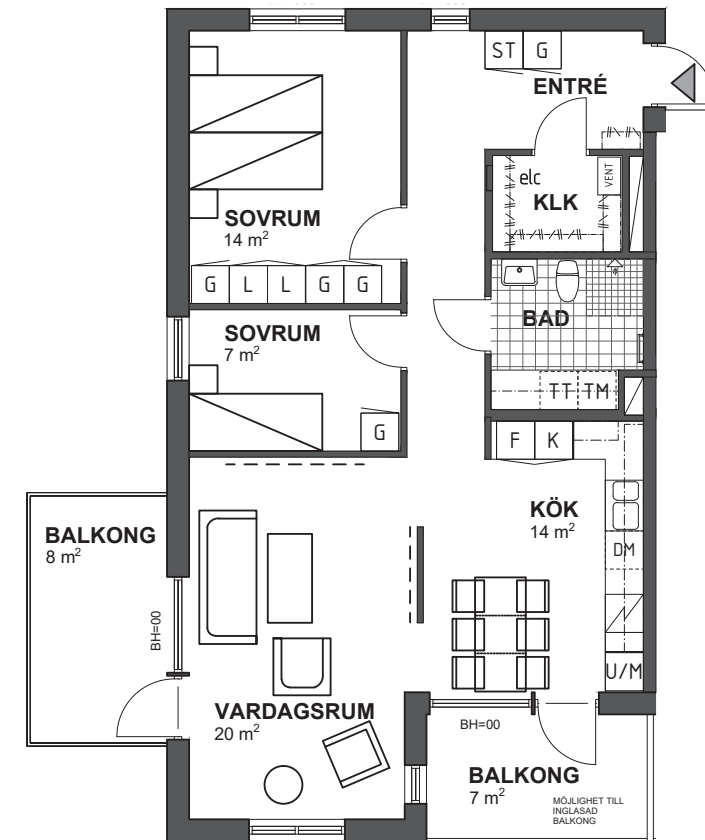 ST G
ENTRÉ
elc
VENT
KLK
SOVRUM
14 m²
G L L G G
BAD
SOVRUM
7 m²
TT TM
G
F K
KÖK
14 m²
DM
BALKONG
8 m²
BH=00
U/M
VARDAGSRUM
20 m²
BH=00
BALKONG
7 m²
MÖJLIGHET TILL
INGLASAD
BALKONG